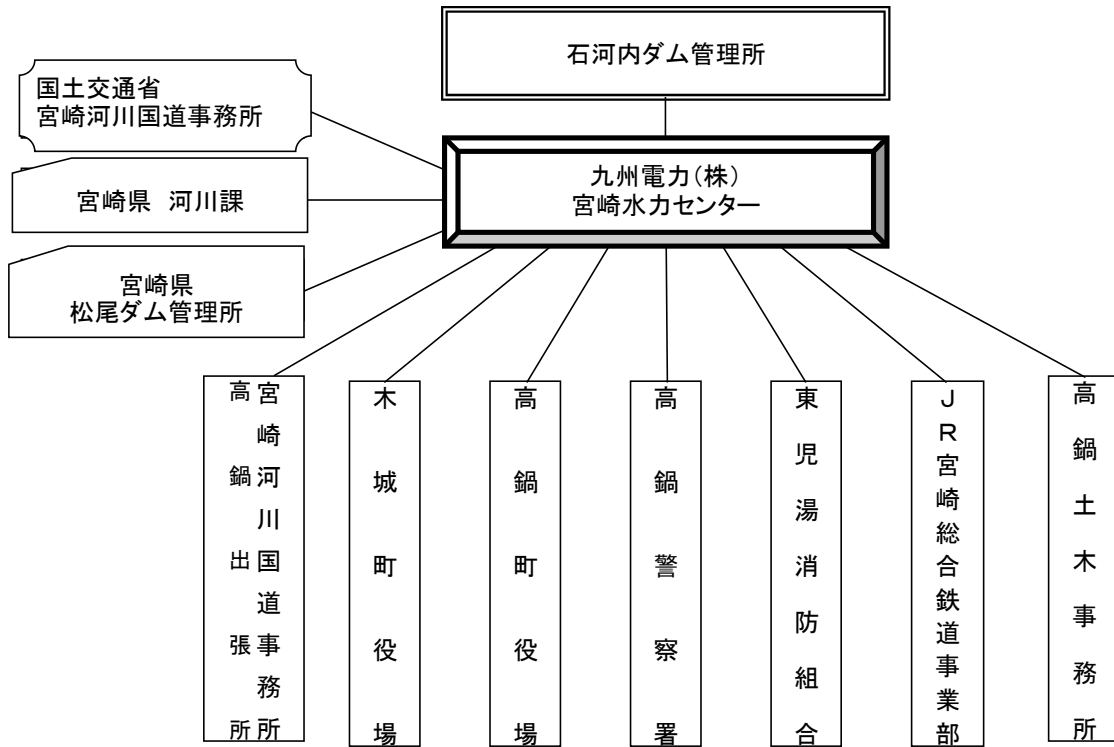 石河内ダム管理所
国土交通省
宮崎河川国道事務所
九州電力(株)
宮崎水力センター
宮崎県 河川課
宮崎県
松尾ダム管理所
宮崎河川国道事務所
高鍋出張所
木城町役場
高鍋町役場
高鍋警察署
東児湯消防組合
JR宮崎総合鉄道事業部
高鍋土木事務所